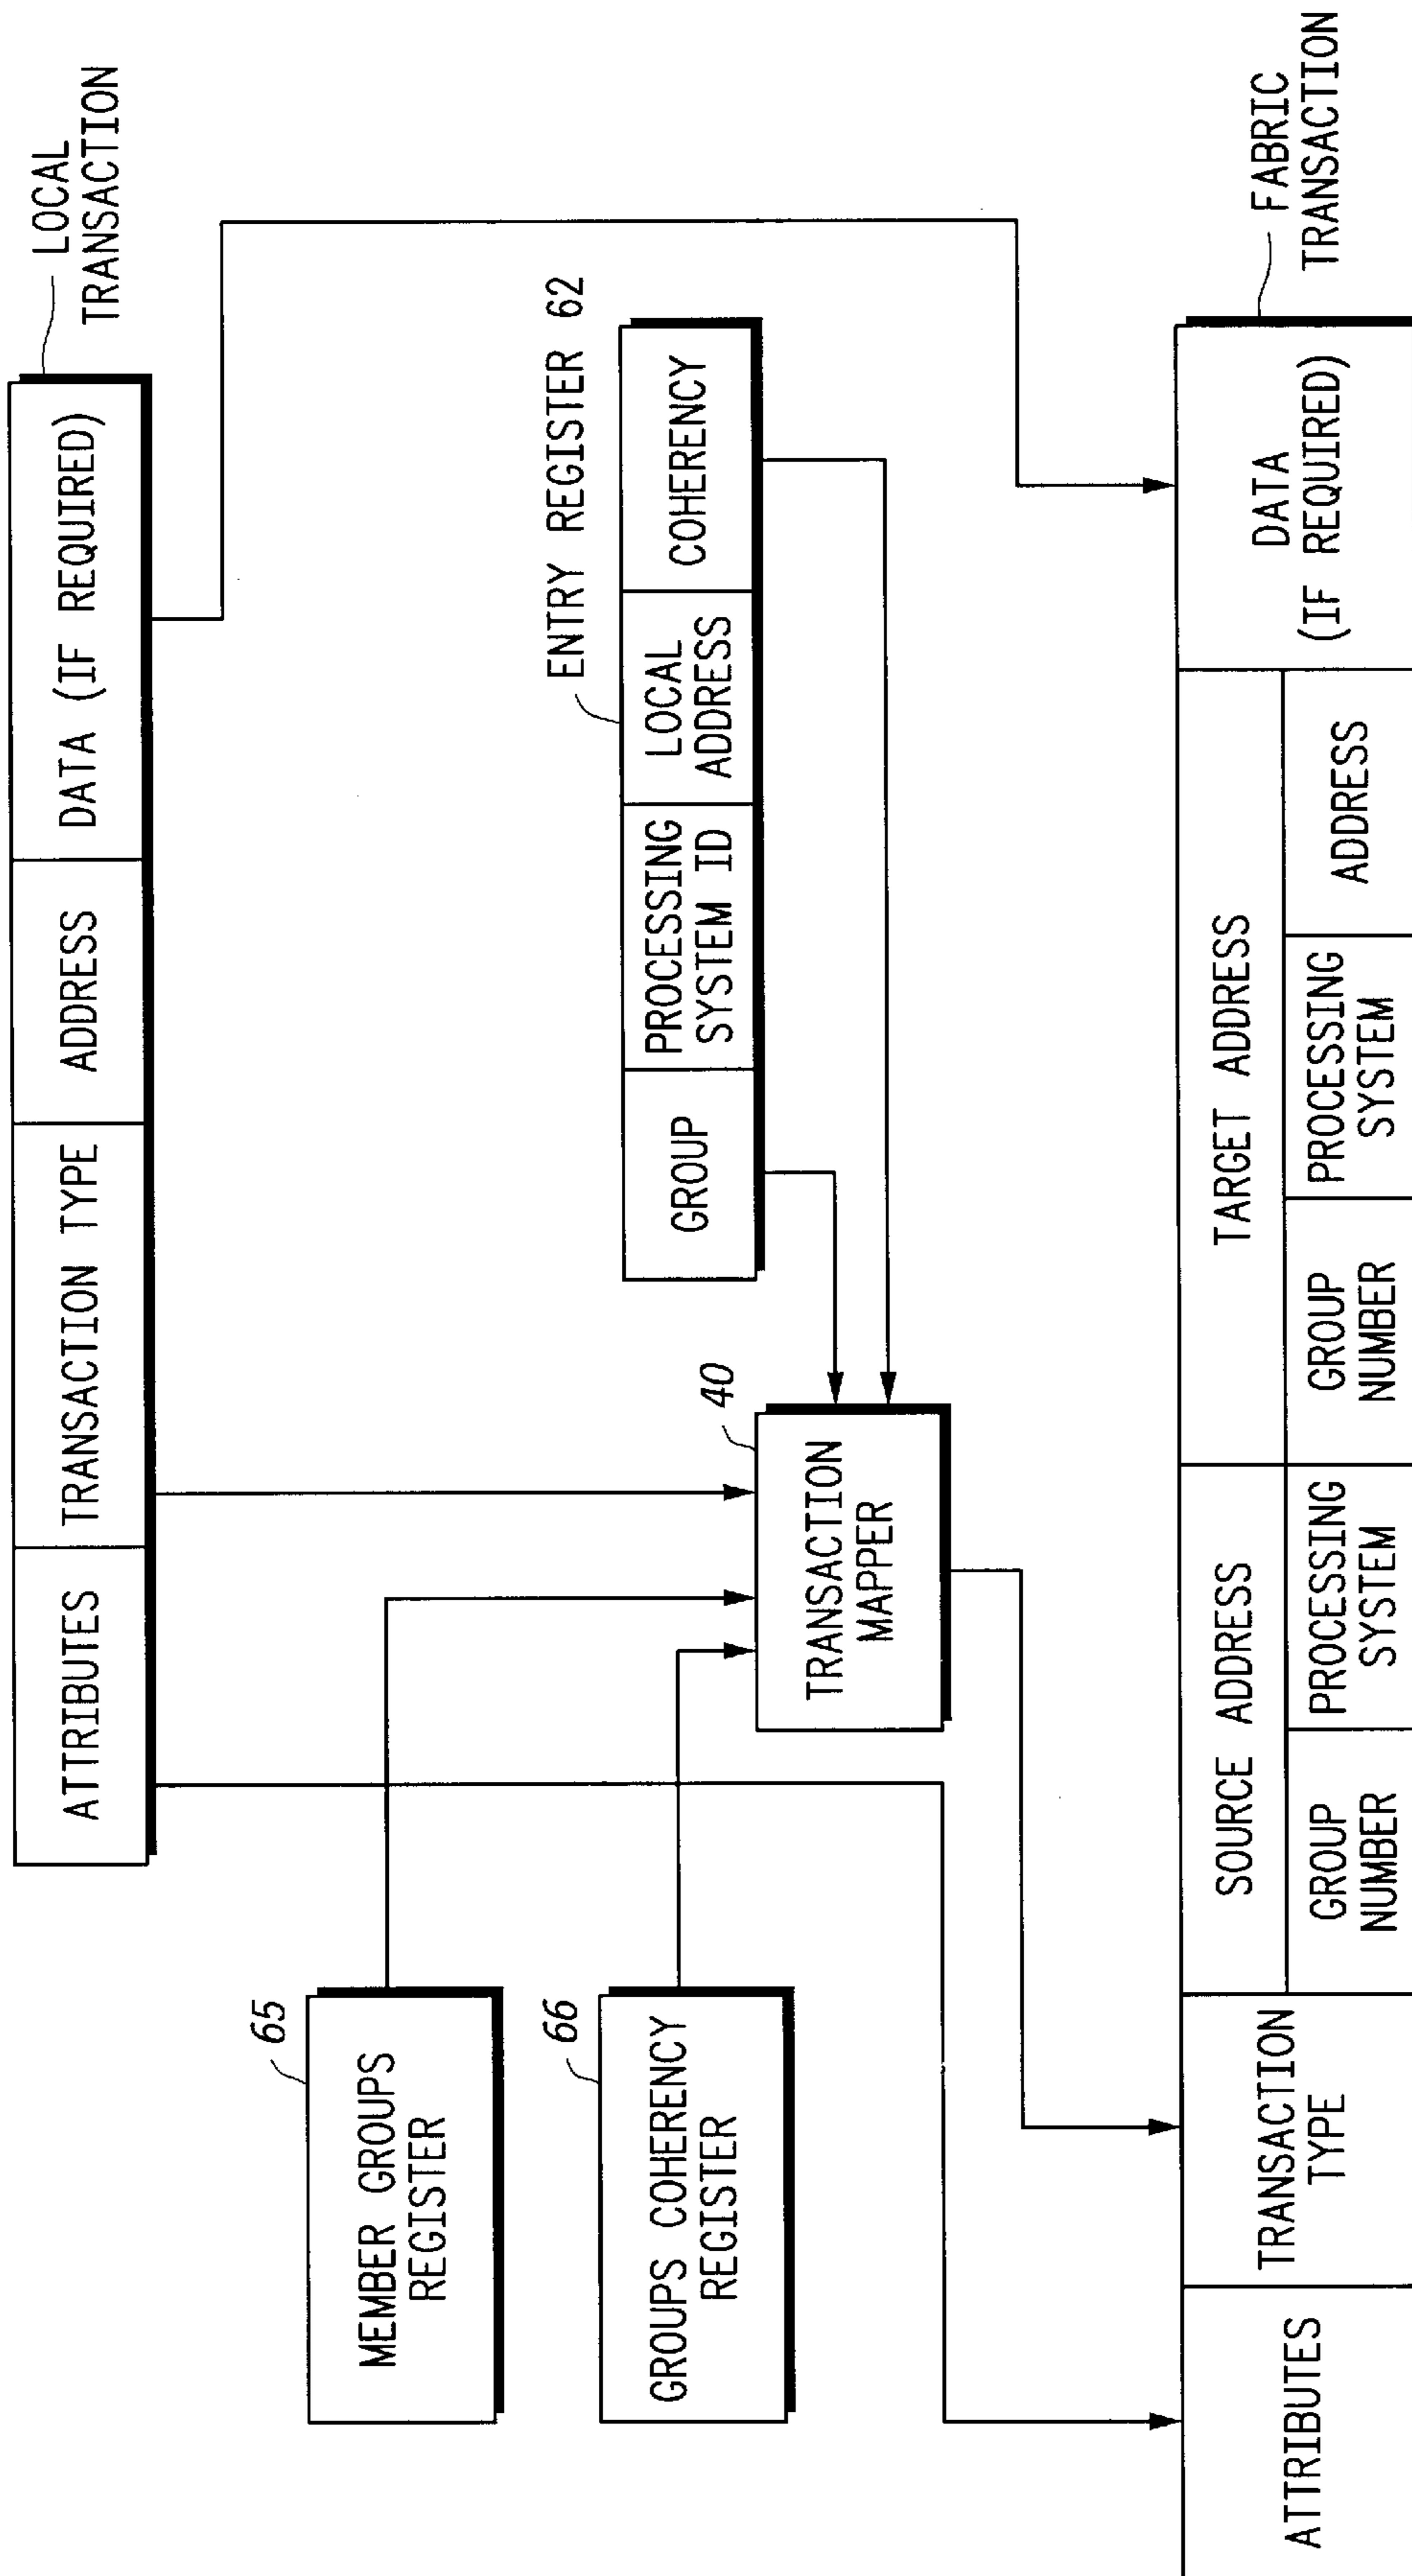 LOCAL
TRANSACTION
ATTRIBUTES
TRANSACTION TYPE
ADDRESS
DATA (IF REQUIRED)
65
MEMBER GROUPS
REGISTER
66
GROUPS COHERENCY
REGISTER
ENTRY REGISTER 62
GROUP
PROCESSING
SYSTEM ID
LOCAL
ADDRESS
COHERENCY
40
TRANSACTION
MAPPER
FABRIC
TRANSACTION
ATTRIBUTES
TRANSACTION
TYPE
SOURCE ADDRESS
GROUP
NUMBER
PROCESSING
SYSTEM
TARGET ADDRESS
GROUP
NUMBER
PROCESSING
SYSTEM
ADDRESS
DATA
(IF REQUIRED)